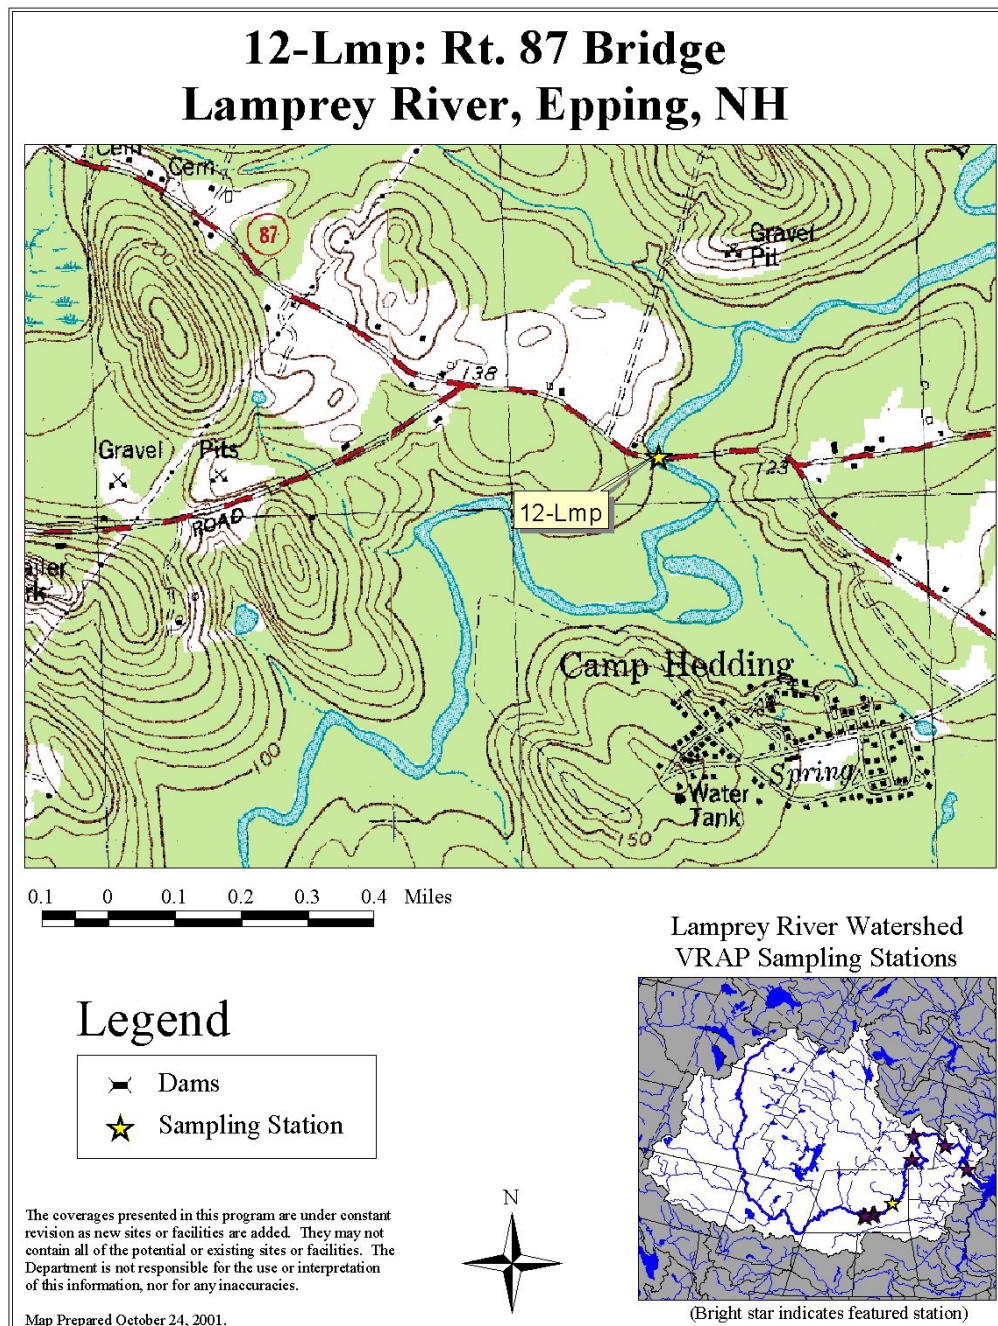 12-Lmp: Rt. 87 Bridge
Lamprey River, Epping, NH
Cem
Cem
87
Gravel
Pit
138
Gravel Pits
123
ROAD
12-Lmp
Camp Hedding
100
Spring
Water
Tank
150
0.1 0 0.1 0.2 0.3 0.4 Miles
Lamprey River Watershed
VRAP Sampling Stations
Legend
Dams
Sampling Station
N
The coverages presented in this program are under constant
revision as new sites or facilities are added. They may not
contain all of the potential or existing sites or facilities. The
Department is not responsible for the use or interpretation
of this information, nor for any inaccuracies.
Map Prepared October 24, 2001.
(Bright star indicates featured station)